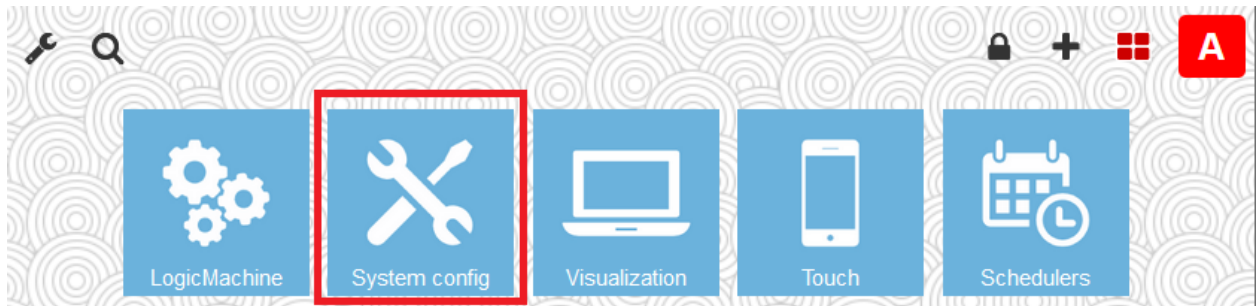 A
LogicMachine
System config
Visualization
Touch
Schedulers